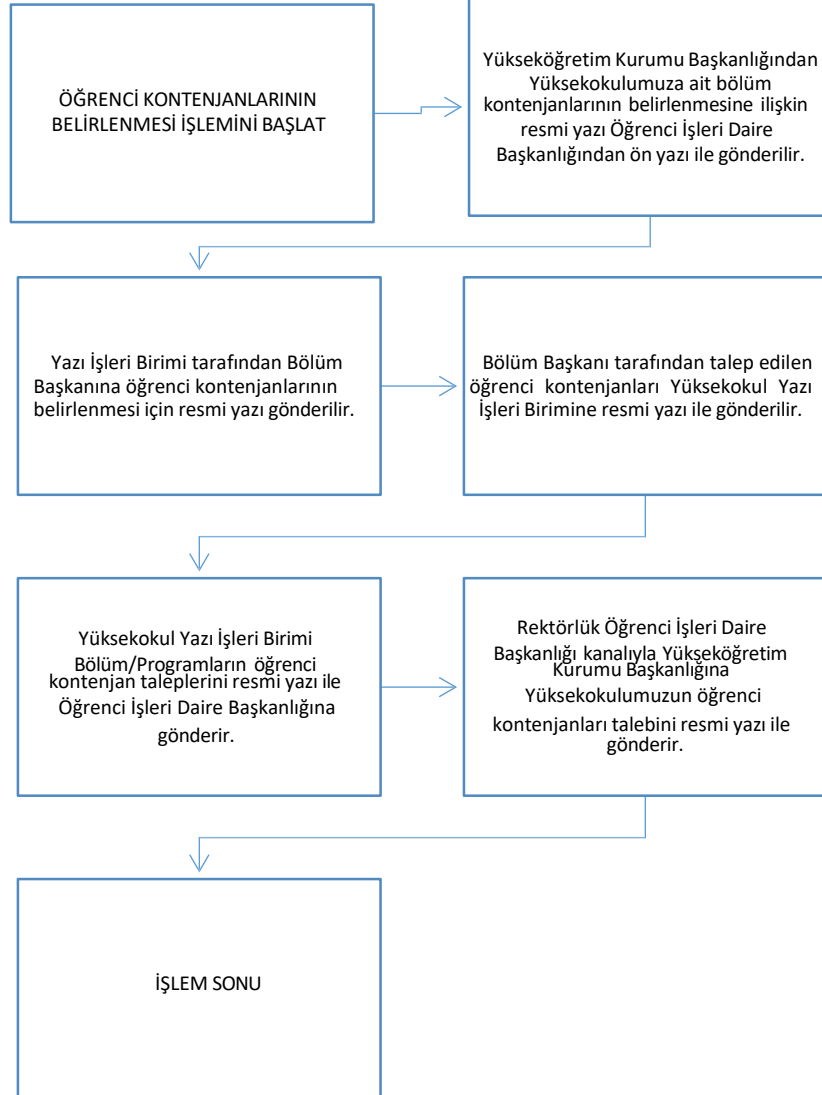 ÖĞRENCİ KONTENJANLARININ
BELİRLENMESİ İŞLEMİNİ BAŞLAT
Yükseköğretim Kurumu Başkanlığından
Yüksekokulumuza ait bölüm
kontenjanlarının belirlenmesine ilişkin
resmi yazı Öğrenci İşleri Daire
Başkanlığından ön yazı ile gönderilir.
Yazı İşleri Birimi tarafından Bölüm
Başkanına öğrenci kontenjanlarının
belirlenmesi için resmi yazı gönderilir.
Bölüm Başkanı tarafından talep edilen
öğrenci kontenjanları Yüksekokul Yazı
İşleri Birimine resmi yazı ile gönderilir.
Yüksekokul Yazı İşleri Birimi
Bölüm/Programların öğrenci
kontenjan taleplerini resmi yazı ile
Öğrenci İşleri Daire Başkanlığına
gönderir.
Rektörlük Öğrenci İşleri Daire
Başkanlığı kanalıyla Yükseköğretim
Kurumu Başkanlığına
Yüksekokulumuzun öğrenci
kontenjanları talebini resmi yazı ile
gönderir.
İŞLEM SONU